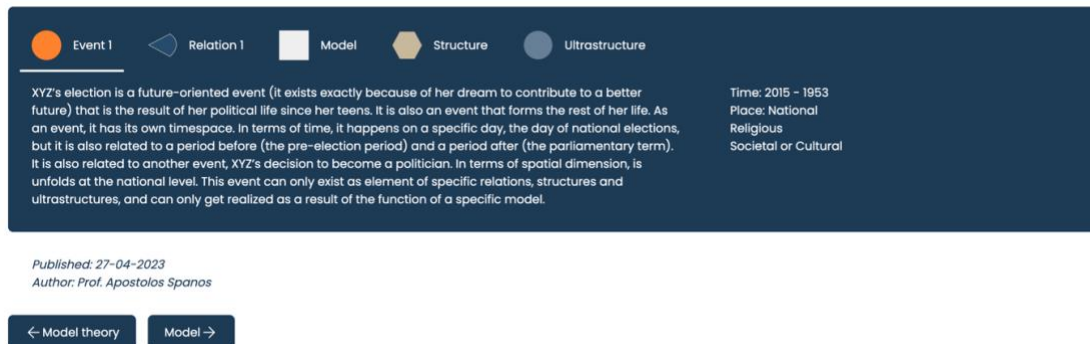 Event 1
Relation 1
Model
Structure
Ultrastructure
XYZ's election is a future-oriented event (it exists exactly because of her dream to contribute to a better
future) that is the result of her political life since her teens. It is also an event that forms the rest of her life. As
an event, it has its own timespace. In terms of time, it happens on a specific day, the day of national elections,
but it is also related to a period before (the pre-election period) and a period after (the parliamentary term).
It is also related to another event, XYZ's decision to become a politician. In terms of spatial dimension, is
unfolds at the national level. This event can only exist as element of specific relations, structures and
ultrastructures, and can only get realized as a result of the function of a specific model.
Time: 2015 - 1953
Place: National
Religious
Societal or Cultural
Published: 27-04-2023
Author: Prof. Apostolos Spanos
← Model theory
Model →